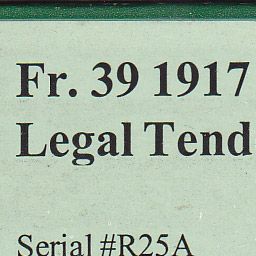 Fr. 39 1917
Legal Tend
Serial #R25A